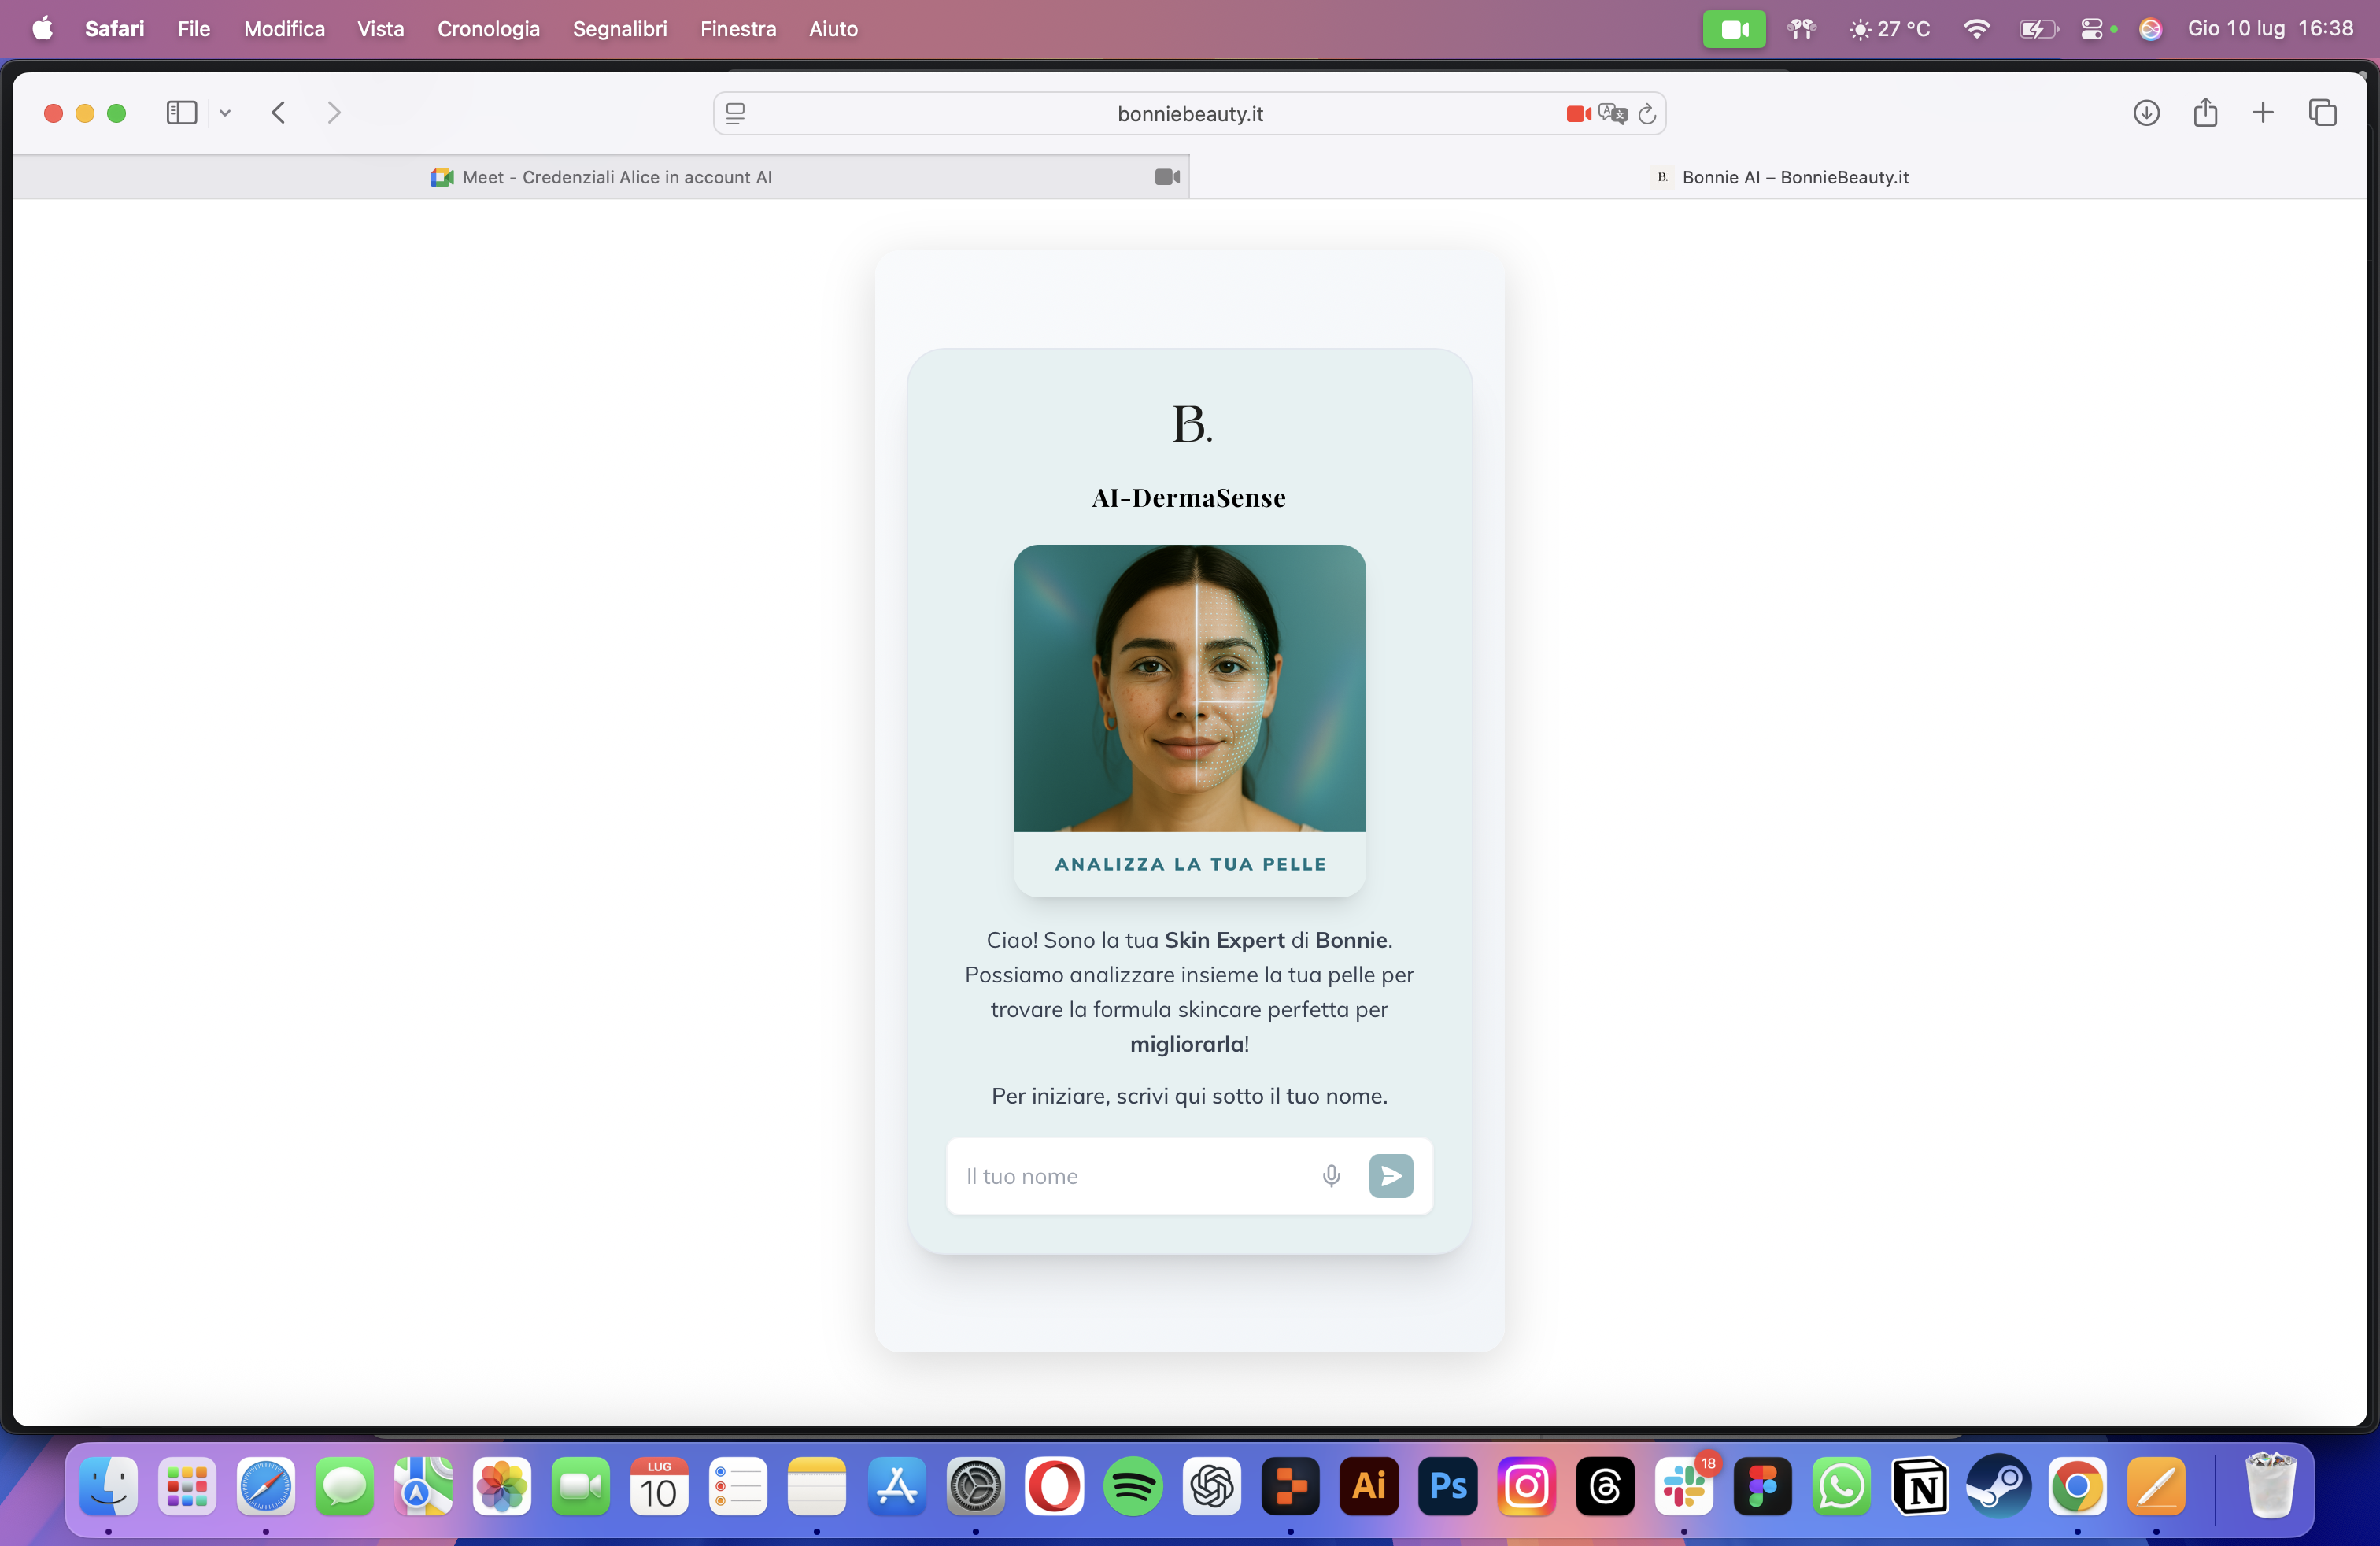 Safari File Modifica Vista Cronologia Segnalibri Finestra Aiuto 27 °C Gio 10 lug 16:38
bonniebeauty.it
Meet - Credenziali Alice in account AI
B. Bonnie AI – BonnieBeauty.it
B.
AI-DermaSense
ANALIZZA LA TUA PELLE
Ciao! Sono la tua Skin Expert di Bonnie.
Possiamo analizzare insieme la tua pelle per
trovare la formula skincare perfetta per
migliorarla!
Per iniziare, scrivi qui sotto il tuo nome.
Il tuo nome
LUG
10
Ai
Ps
18
N